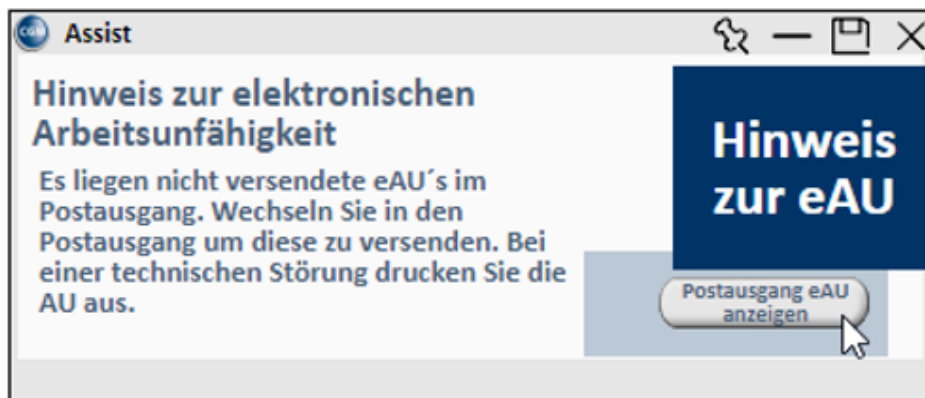 CGM Assist
Hinweis zur elektronischen
Arbeitsunfähigkeit
Es liegen nicht versendete eAU´s im
Postausgang. Wechseln Sie in den
Postausgang um diese zu versenden. Bei
einer technischen Störung drucken Sie die
AU aus.
Hinweis
zur eAU
Postausgang eAU
anzeigen